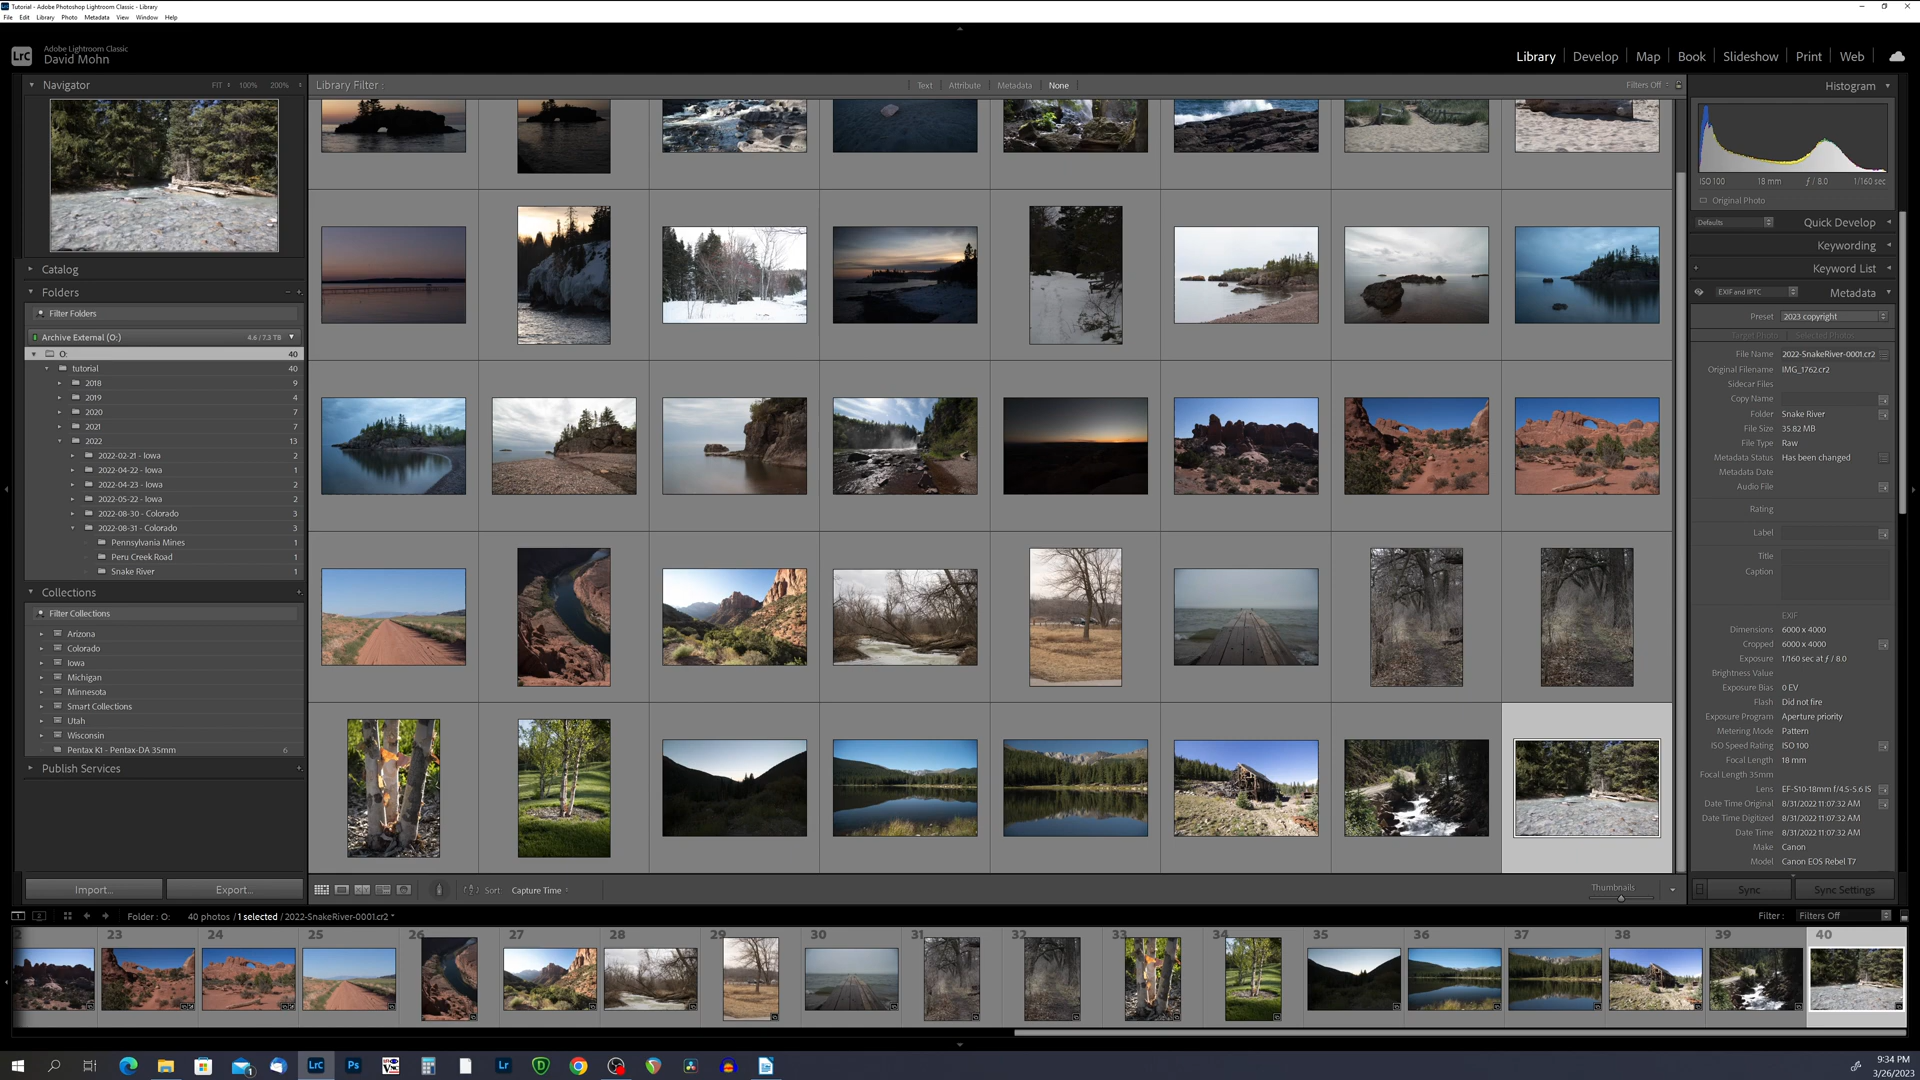 Tutorial - Adobe Photoshop Lightroom Classic - Library
File Edit Library Photo Metadata View Window Help
LrC
Adobe Lightroom Classic
David Mohn
Library Develop Map Book Slideshow Print Web
Navigator FIT 100% 200%
Library Filter : Text Attribute Metadata None Filters Off
Histogram
ISO 100 18 mm ƒ / 8.0 1/160 sec
Original Photo
Defaults Quick Develop
Keywording
Keyword List
EXIF and IPTC Metadata
Preset 2023 copyright
Target Photo Selected Photos
File Name 2022-SnakeRiver-0001.cr2
Original Filename IMG_1762.cr2
Sidecar Files
Copy Name
Folder Snake River
File Size 35.82 MB
File Type Raw
Metadata Status Has been changed
Metadata Date
Audio File
Rating
Label
Title
Caption
EXIF
Dimensions 6000 x 4000
Cropped 6000 x 4000
Exposure 1/160 sec at ƒ / 8.0
Brightness Value
Exposure Bias 0 EV
Flash Did not fire
Exposure Program Aperture priority
Metering Mode Pattern
ISO Speed Rating ISO 100
Focal Length 18 mm
Focal Length 35mm
Lens EF-S10-18mm f/4.5-5.6 IS
Date Time Original 8/31/2022 11:07:32 AM
Date Time Digitized 8/31/2022 11:07:32 AM
Date Time 8/31/2022 11:07:32 AM
Make Canon
Model Canon EOS Rebel T7
Sync Sync Settings
Catalog
Folders
Filter Folders
Archive External (O:) 4.6 / 7.3 TB
O: 40
tutorial 40
2018 9
2019 4
2020 7
2021 7
2022 13
2022-02-21 - Iowa 2
2022-04-22 - Iowa 1
2022-04-23 - Iowa 2
2022-05-22 - Iowa 2
2022-08-30 - Colorado 3
2022-08-31 - Colorado 3
Pennsylvania Mines 1
Peru Creek Road 1
Snake River 1
Collections
Filter Collections
Arizona
Colorado
Iowa
Michigan
Minnesota
Smart Collections
Utah
Wisconsin
Pentax K1 - Pentax-DA 35mm 6
Publish Services
Import... Export...
Sort: Capture Time
Thumbnails
1 2 Folder : O: 40 photos / 1 selected / 2022-SnakeRiver-0001.cr2
Filter : Filters Off
2 23 24 25 26 27 28 29 30 31 32 33 34 35 36 37 38 39 40
1 LrC Ps Lr D
9:34 PM
3/26/2023